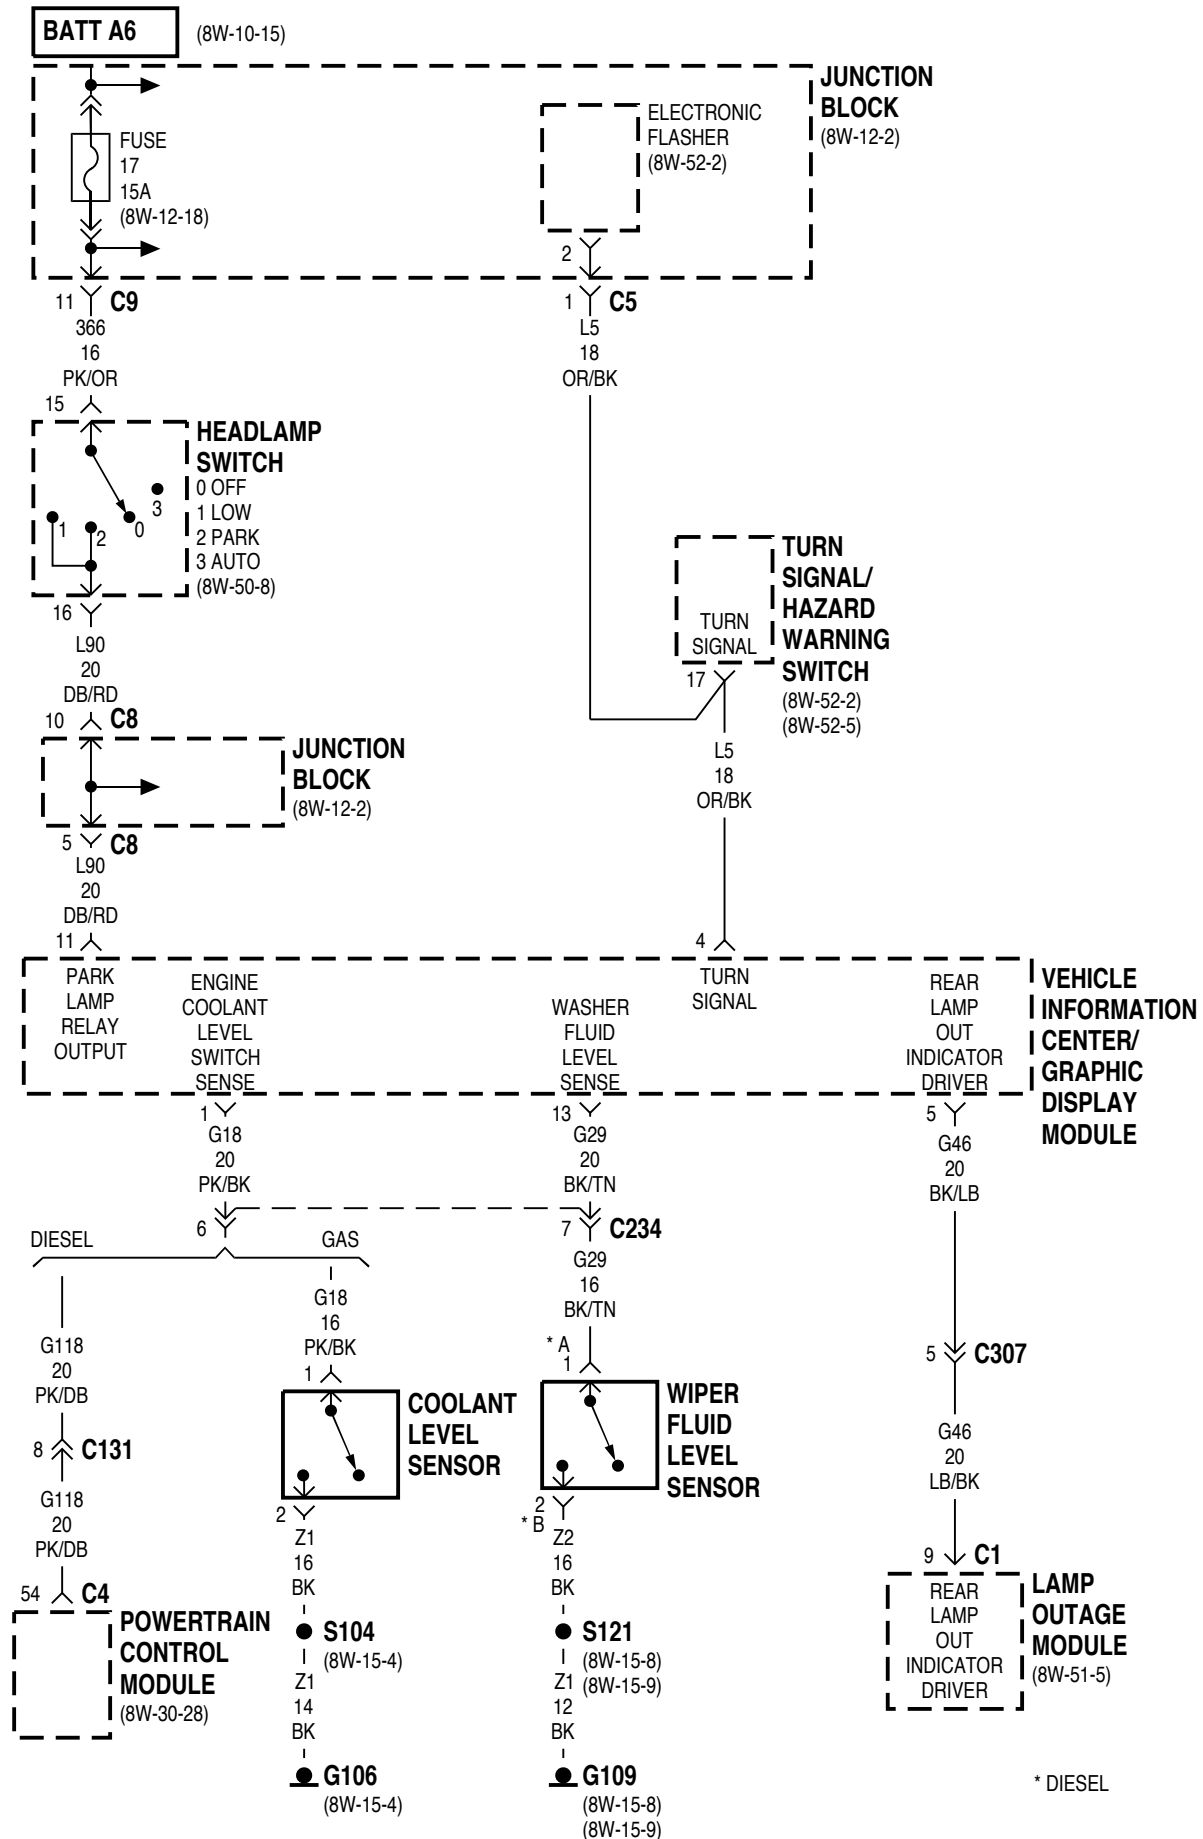 BATT A6
(8W-10-15)
JUNCTION
BLOCK
(8W-12-2)
ELECTRONIC
FLASHER
(8W-52-2)
FUSE
17
15A
(8W-12-18)
2
11
C9
1
C5
366
16
PK/OR
L5
18
OR/BK
15
HEADLAMP
SWITCH
0 OFF
1 LOW
2 PARK
3 AUTO
(8W-50-8)
3
1
2
0
16
L90
20
DB/RD
10
C8
TURN
SIGNAL/
HAZARD
WARNING
SWITCH
(8W-52-2)
(8W-52-5)
TURN
SIGNAL
17
L5
18
OR/BK
JUNCTION
BLOCK
(8W-12-2)
5
C8
L90
20
DB/RD
11
4
PARK
LAMP
RELAY
OUTPUT
ENGINE
COOLANT
LEVEL
SWITCH
SENSE
WASHER
FLUID
LEVEL
SENSE
TURN
SIGNAL
REAR
LAMP
OUT
INDICATOR
DRIVER
VEHICLE
INFORMATION
CENTER/
GRAPHIC
DISPLAY
MODULE
1
G18
20
PK/BK
13
G29
20
BK/TN
5
G46
20
BK/LB
6
7
C234
DIESEL
GAS
G29
16
BK/TN
G18
16
PK/BK
G118
20
PK/DB
* A
1
1
5
C307
COOLANT
LEVEL
SENSOR
WIPER
FLUID
LEVEL
SENSOR
8
C131
G46
20
LB/BK
G118
20
PK/DB
2
Z1
16
BK
2
* B
Z2
16
BK
9
C1
54
C4
POWERTRAIN
CONTROL
MODULE
(8W-30-28)
S104
(8W-15-4)
Z1
14
BK
S121
(8W-15-8)
(8W-15-9)
Z1
12
BK
REAR
LAMP
OUT
INDICATOR
DRIVER
LAMP
OUTAGE
MODULE
(8W-51-5)
G106
(8W-15-4)
G109
(8W-15-8)
(8W-15-9)
* DIESEL